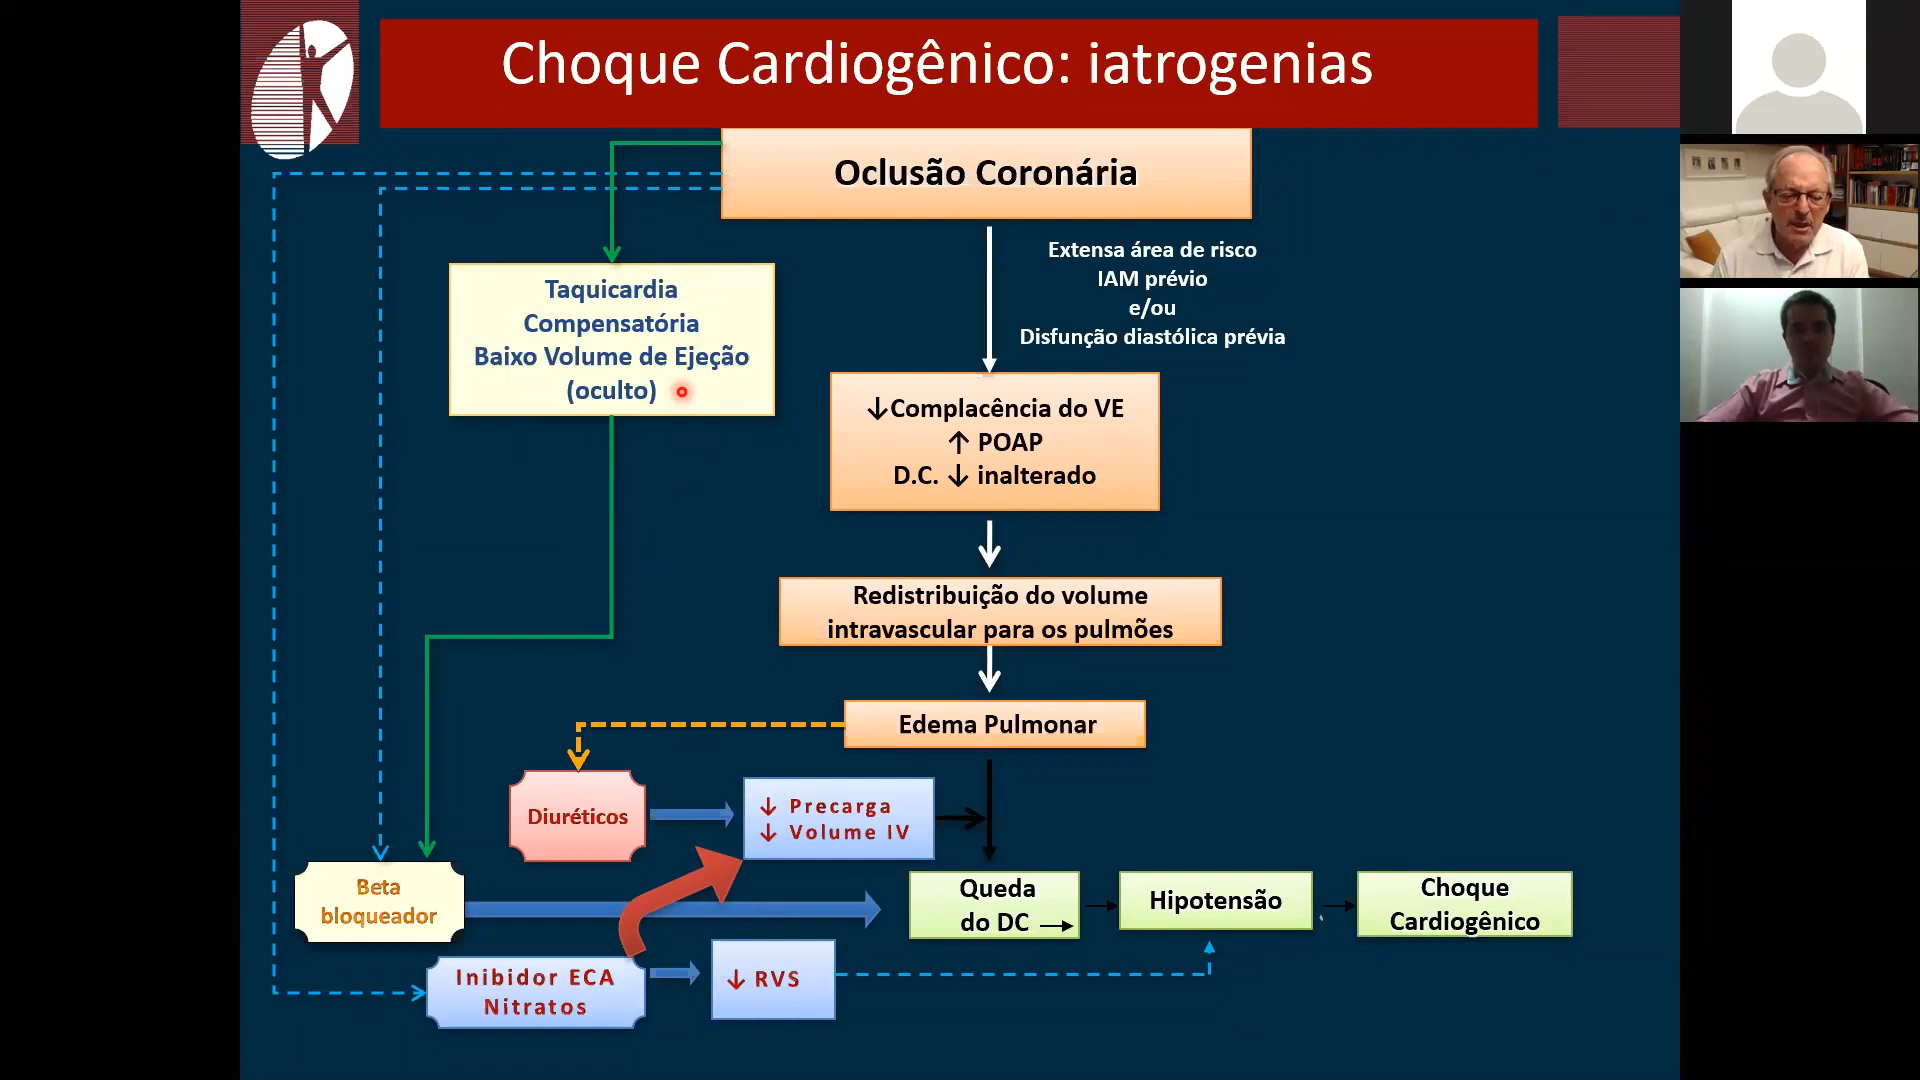 Choque Cardiogênico: iatrogenias
Oclusão Coronária
Extensa área de risco
IAM prévio
e/ou
Disfunção diastólica prévia
Taquicardia
Compensatória
Baixo Volume de Ejeção
(oculto)
↓Complacência do VE
↑ POAP
D.C. ↓ inalterado
Redistribuição do volume
intravascular para os pulmões
Edema Pulmonar
Diuréticos
↓ Precarga
↓ Volume IV
Beta
bloqueador
Queda
do DC
Hipotensão
Choque
Cardiogênico
Inibidor ECA
Nitratos
↓ RVS